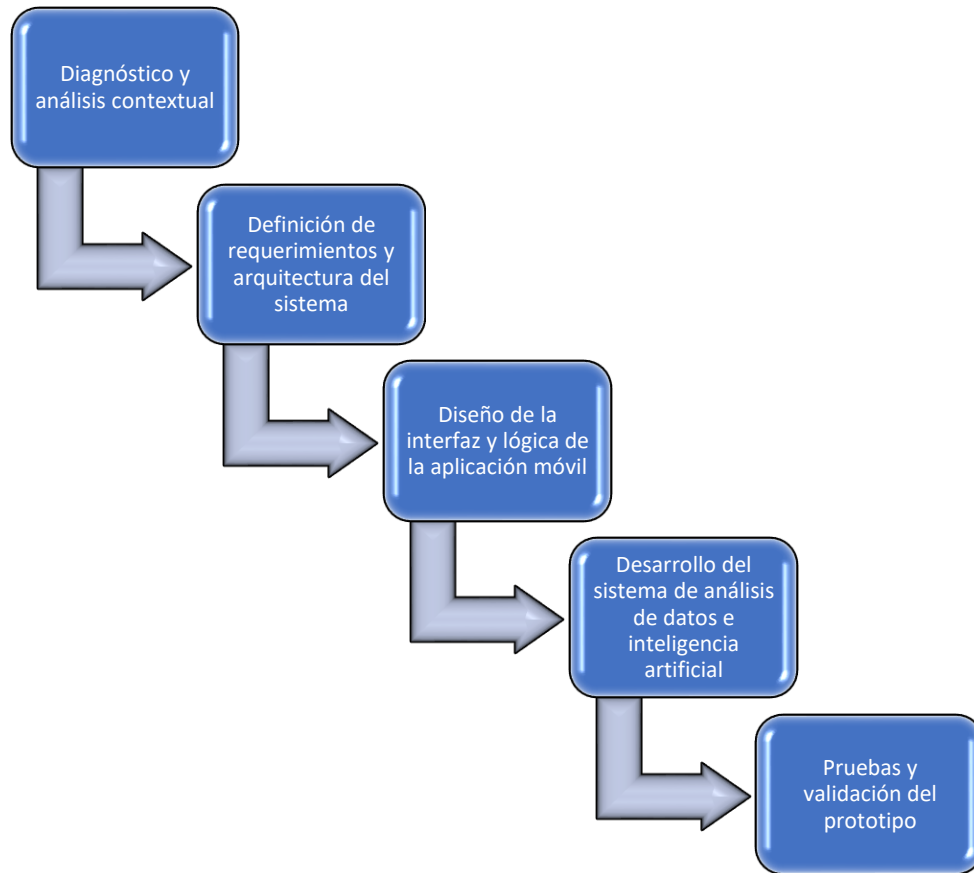 Diagnóstico y
análisis contextual
Definición de
requerimientos y
arquitectura del
sistema
Diseño de la
interfaz y lógica de
la aplicación móvil
Desarrollo del
sistema de análisis
de datos e
inteligencia
artificial
Pruebas y
validación del
prototipo